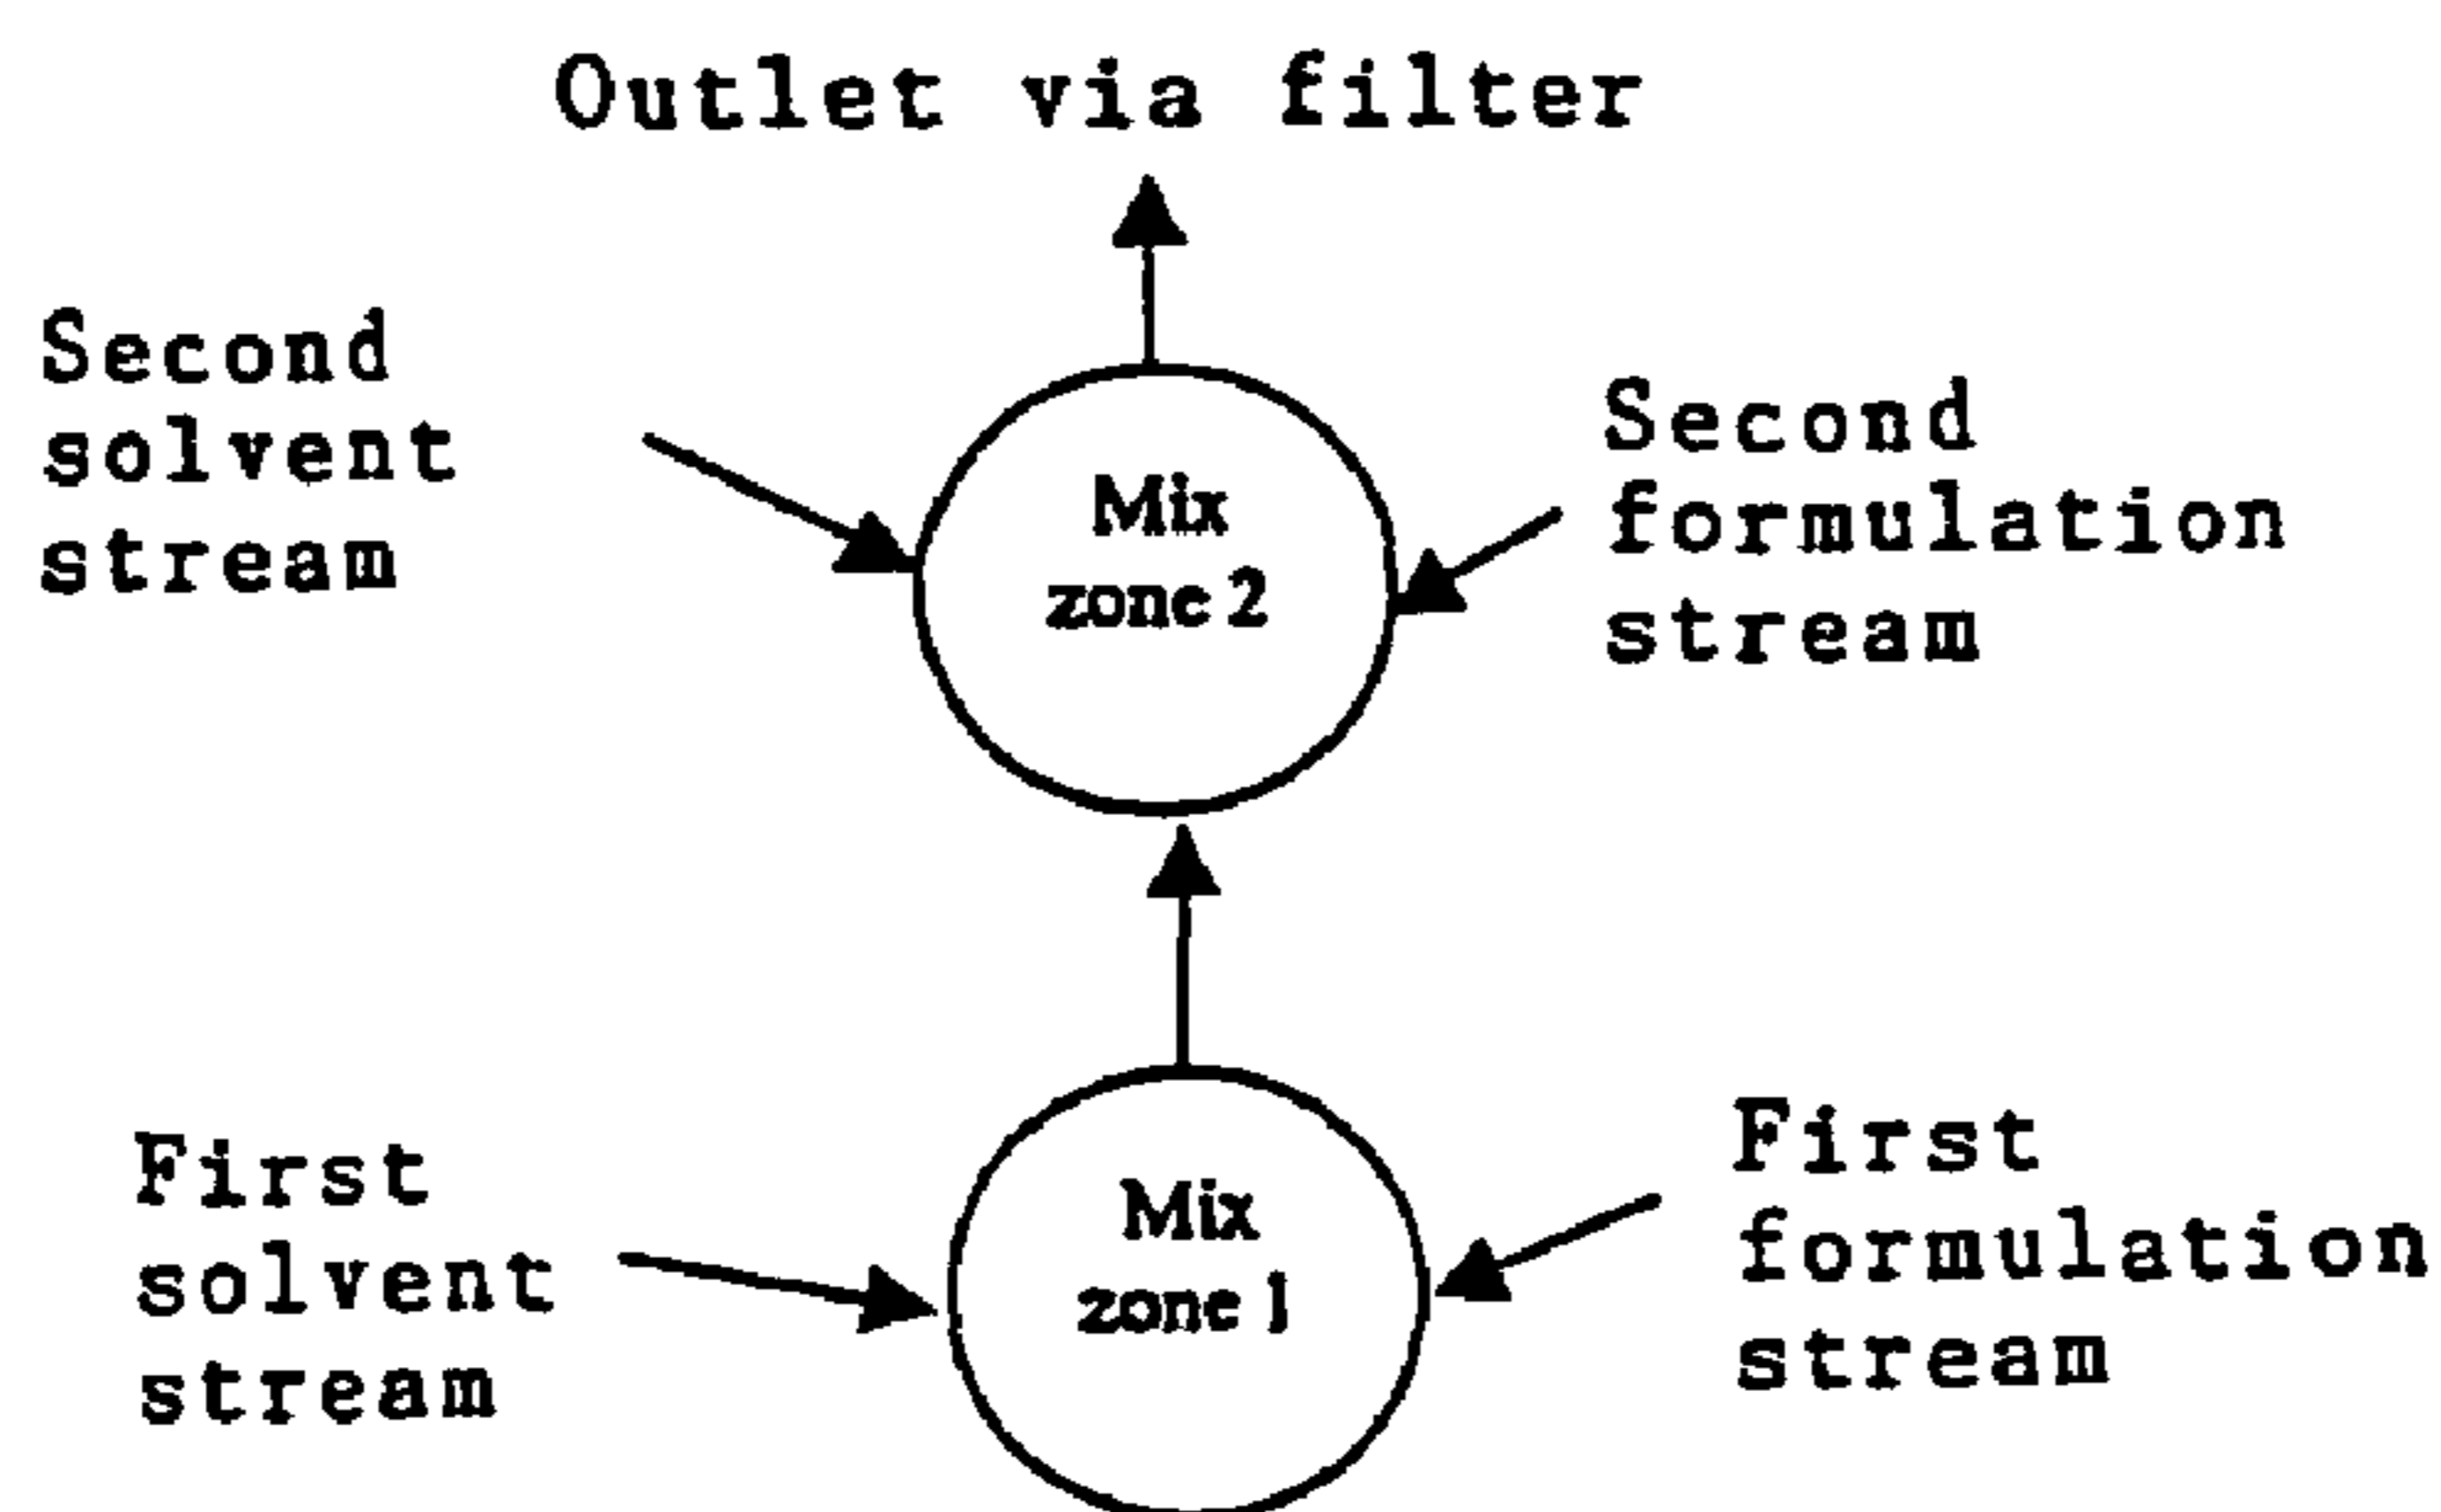 Outlet via filter
Second
solvent
stream
Mix
zone 2
Second
formulation
stream
First
solvent
stream
Mix
zone 1
First
formulation
stream